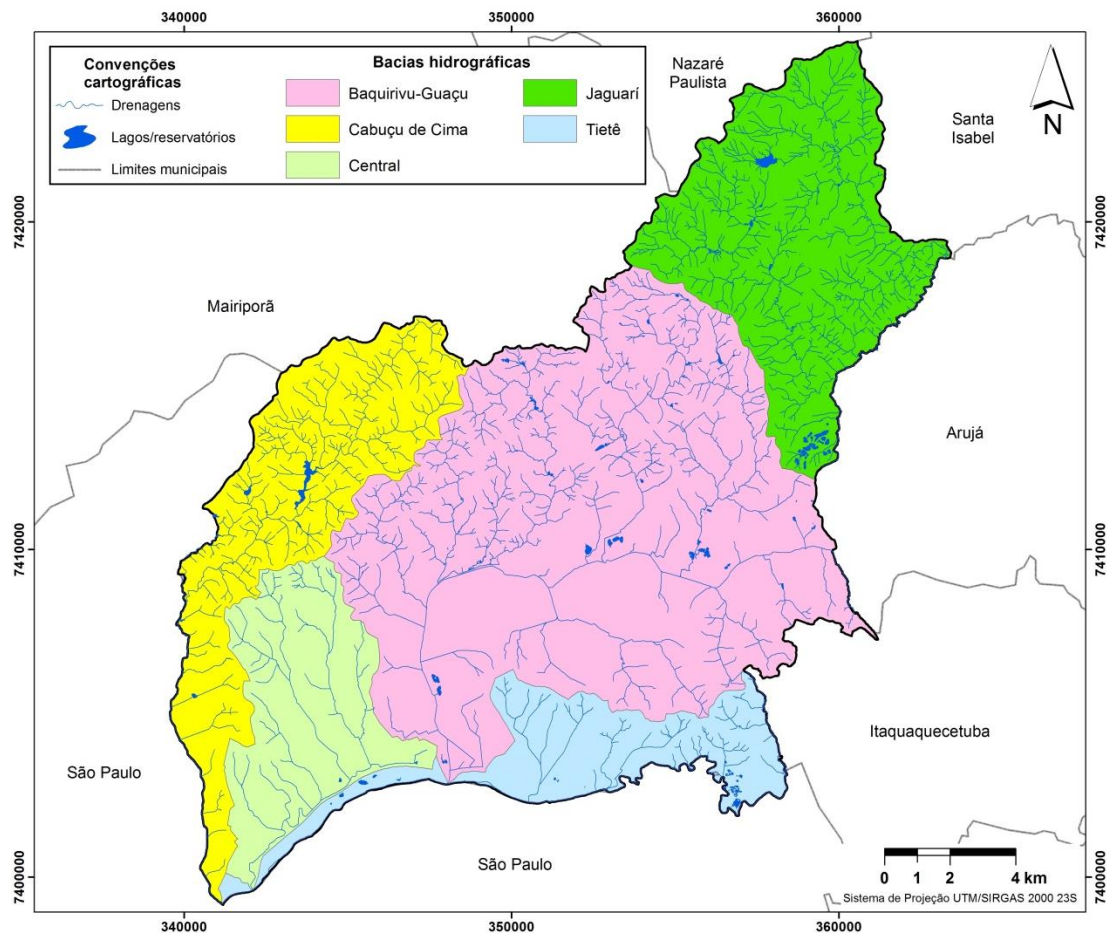 340000
350000
360000
Convenções
cartográficas
Drenagens
Lagos/reservatórios
Limites municipais
Bacias hidrográficas
Baquirivu-Guaçu
Cabuçu de Cima
Central
Jaguarí
Tietê
Nazaré
Paulista
Santa
Isabel
N
7420000
7420000
Mairiporã
Arujá
7410000
7410000
Itaquaquecetuba
São Paulo
São Paulo
7400000
7400000
0 1 2 4 km
Sistema de Projeção UTM/SIRGAS 2000 23S
340000
350000
360000